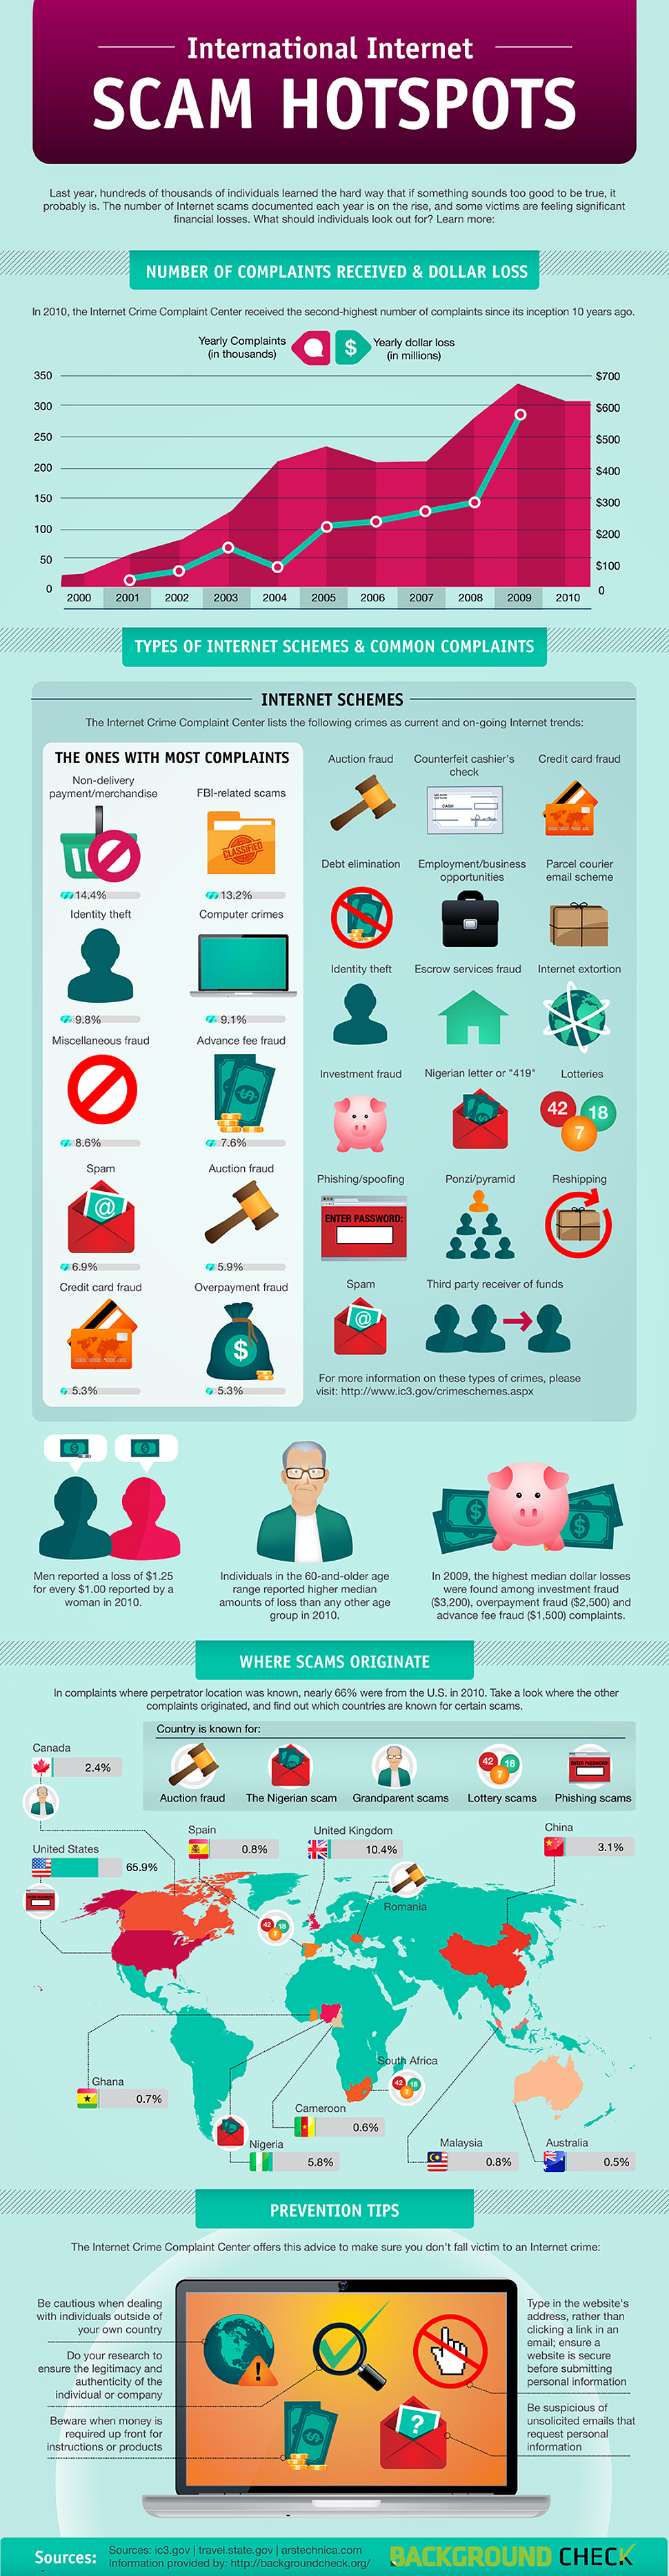 International Internet
SCAM HOTSPOTS
Last year, hundreds of thousands of individuals learned the hard way that if something sounds too good to be true, it
probably is. The number of Internet scams documented each year is on the rise, and some victims are feeling significant
financial losses. What should individuals look out for? Learn more:
NUMBER OF COMPLAINTS RECEIVED & DOLLAR LOSS
In 2010, the Internet Crime Complaint Center received the second-highest number of complaints since its inception 10 years ago.
Yearly Complaints
(in thousands)
$
Yearly dollar loss
(in millions)
350
300
250
200
150
100
50
0
$700
$600
$500
$400
$300
$200
$100
0
2000 2001 2002 2003 2004 2005 2006 2007 2008 2009 2010
TYPES OF INTERNET SCHEMES & COMMON COMPLAINTS
INTERNET SCHEMES
The Internet Crime Complaint Center lists the following crimes as current and on-going Internet trends:
THE ONES WITH MOST COMPLAINTS
Non-delivery
payment/merchandise
14.4%
FBI-related scams
CLASSIFIED
13.2%
Identity theft
9.8%
Computer crimes
9.1%
Miscellaneous fraud
8.6%
Advance fee fraud
7.6%
Spam
@
6.9%
Auction fraud
5.9%
Credit card fraud
5.3%
Overpayment fraud
$
5.3%
Auction fraud
Counterfeit cashier's
check
CASH
Credit card fraud
Debt elimination
Employment/business
opportunities
Parcel courier
email scheme
Identity theft
Escrow services fraud
Internet extortion
Investment fraud
Nigerian letter or "419"
Lotteries
42 18
7
Phishing/spoofing
ENTER PASSWORD:
Ponzi/pyramid
Reshipping
Spam
@
Third party receiver of funds
For more information on these types of crimes, please
visit: http://www.ic3.gov/crimeschemes.aspx
Men reported a loss of $1.25
for every $1.00 reported by a
woman in 2010.
Individuals in the 60-and-older age
range reported higher median
amounts of loss than any other age
group in 2010.
$ $
In 2009, the highest median dollar losses
were found among investment fraud
($3,200), overpayment fraud ($2,500) and
advance fee fraud ($1,500) complaints.
WHERE SCAMS ORIGINATE
In complaints where perpetrator location was known, nearly 66% were from the U.S. in 2010. Take a look where the other
complaints originated, and find out which countries are known for certain scams.
Country is known for:
42 18
7
ENTER PASSWORD:
Auction fraud
The Nigerian scam
Grandparent scams
Lottery scams
Phishing scams
Canada
2.4%
United States
65.9%
Spain
0.8%
United Kingdom
10.4%
China
3.1%
Romania
42 18
7
Ghana
0.7%
South Africa
42 18
7
Cameroon
0.6%
Nigeria
5.8%
Malaysia
0.8%
Australia
0.5%
PREVENTION TIPS
The Internet Crime Complaint Center offers this advice to make sure you don't fall victim to an Internet crime:
Be cautious when dealing
with individuals outside of
your own country
Do your research to
ensure the legitimacy and
authenticity of the
individual or company
Beware when money is
required up front for
instructions or products
!
?
Type in the website's
address, rather than
clicking a link in an
email; ensure a
website is secure
before submitting
personal information
Be suspicious of
unsolicited emails that
request personal
information
Sources:
Sources: ic3.gov | travel.state.gov | arstechnica.com
Information provided by: http://backgroundcheck.org/
BACKGROUND CHECK